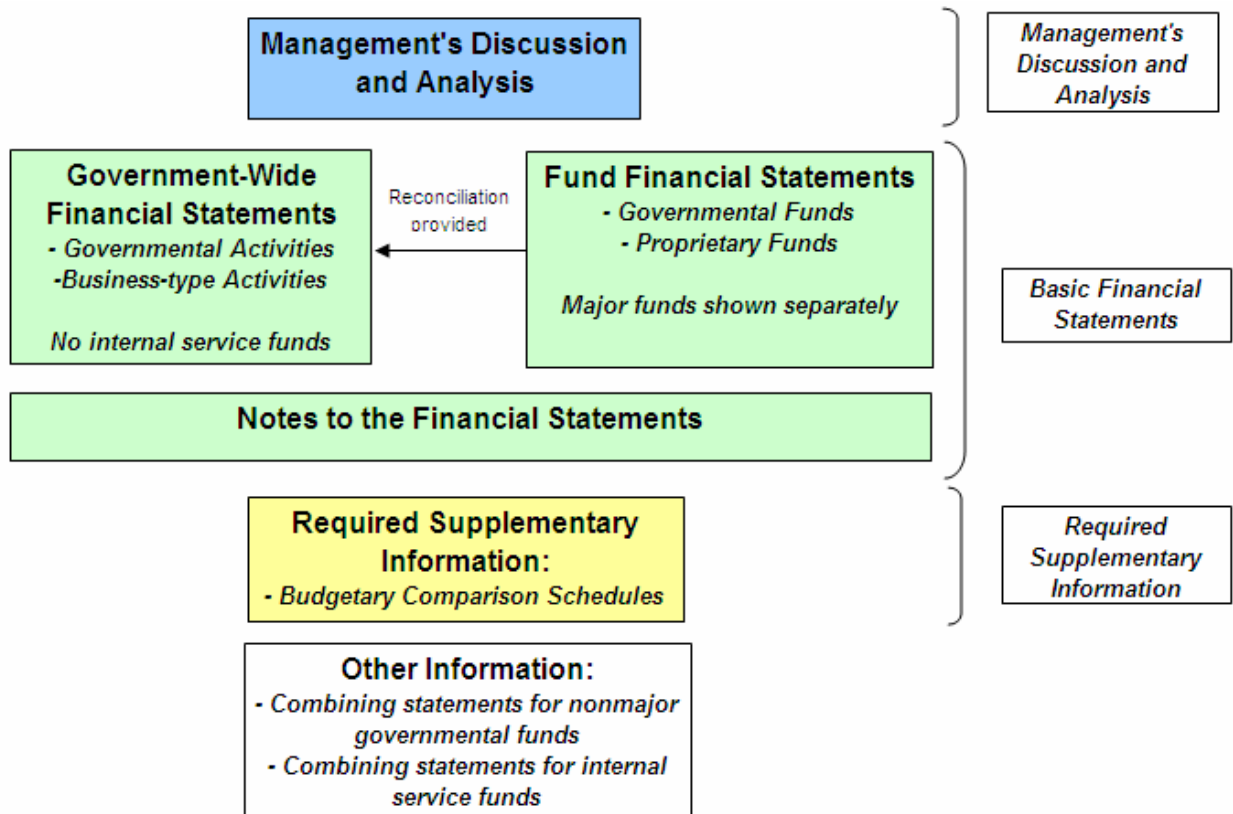 Management's Discussion
and Analysis
Management's
Discussion and
Analysis
Government-Wide
Financial Statements
- Governmental Activities
-Business-type Activities
No internal service funds
Reconciliation
provided
Fund Financial Statements
- Governmental Funds
- Proprietary Funds
Major funds shown separately
Basic Financial
Statements
Notes to the Financial Statements
Required Supplementary
Information:
- Budgetary Comparison Schedules
Required
Supplementary
Information
Other Information:
- Combining statements for nonmajor
governmental funds
- Combining statements for internal
service funds